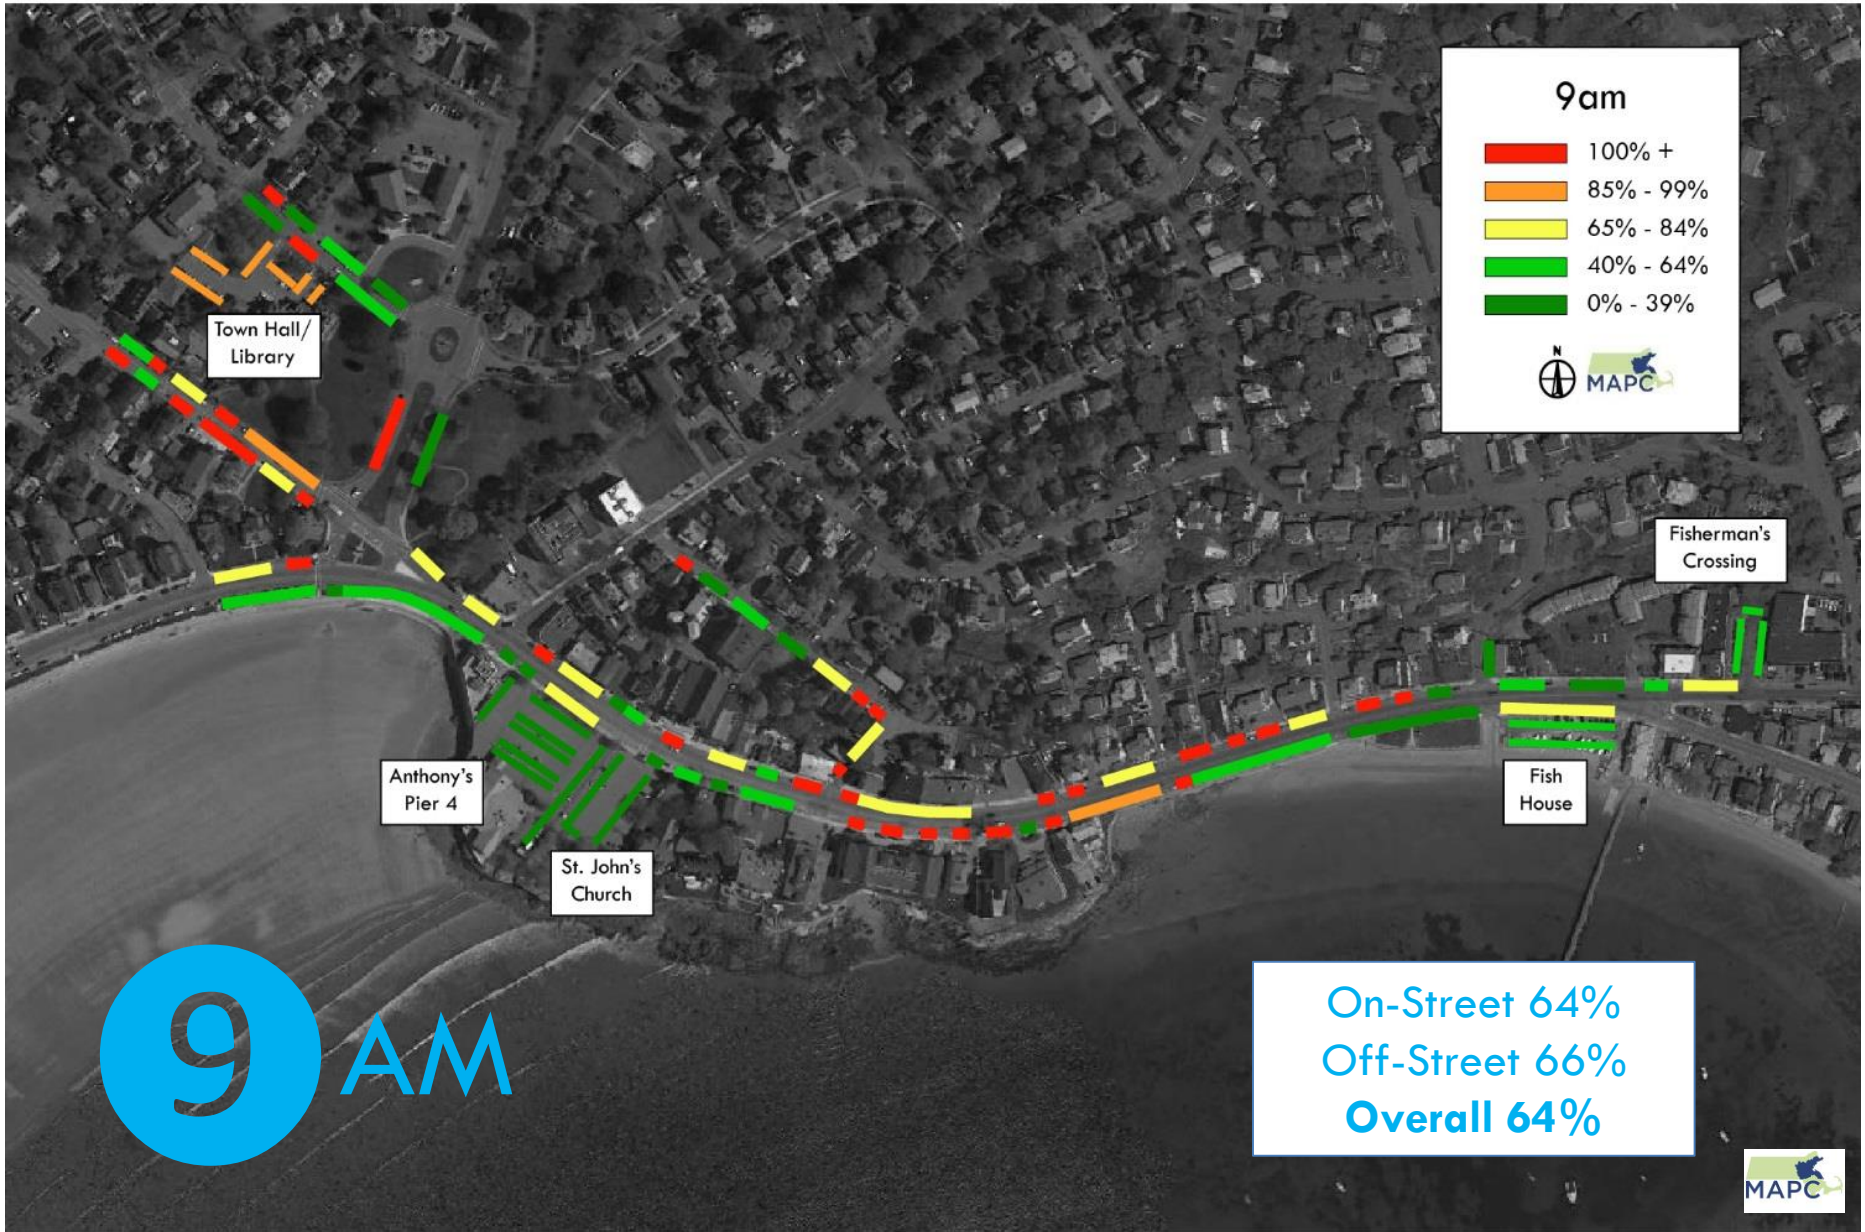 9am
100% +
85% - 99%
65% - 84%
40% - 64%
0% - 39%
N
MAPC
Town Hall/
Library
Fisherman's
Crossing
Anthony's
Pier 4
Fish
House
St. John's
Church
9 AM
On-Street 64%
Off-Street 66%
Overall 64%
MAPC